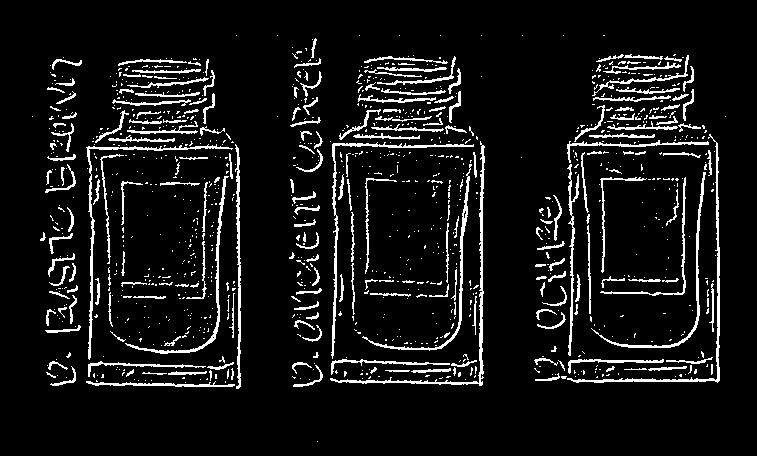 D. RUSTIC BROWN
D. ANCIENT COPPER
D. OCHRE